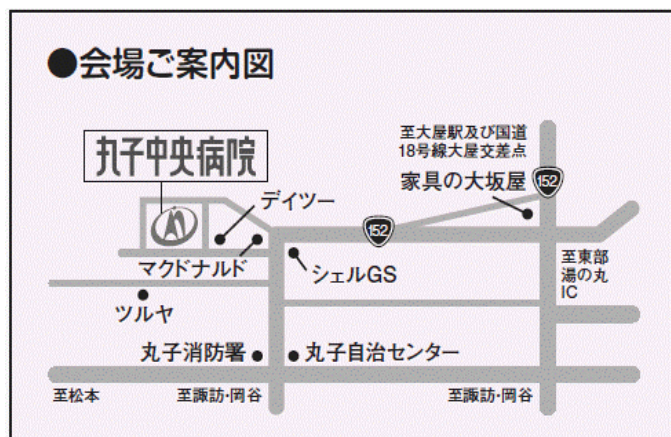 ●会場ご案内図
丸子中央病院
至大屋駅及び国道
18号線大屋交差点
家具の大坂屋
152
デイツー
152
マクドナルド
シェルGS
至東部
湯の丸
IC
ツルヤ
丸子消防署
丸子自治センター
至松本
至諏訪・岡谷
至諏訪・岡谷